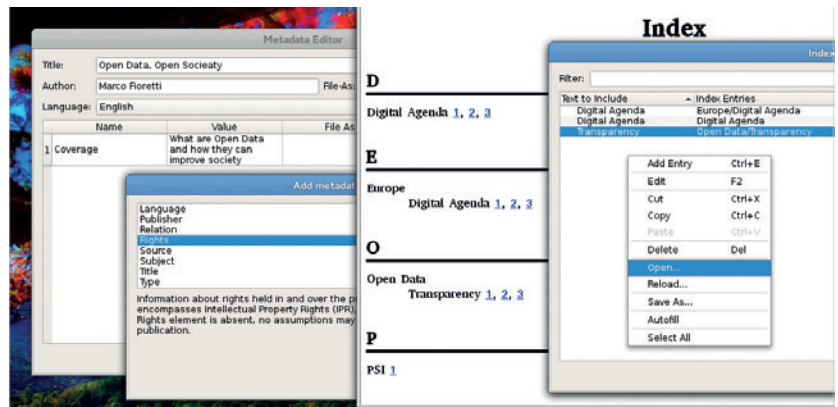 Metadata Editor
Title: Open Data, Open Socieaty
Author: Marco Fioretti File-As:
Language: English
Name Value File As
1 Coverage What are Open Data
and how they can
improve society
Add metadat
Language
Publisher
Relation
Rights
Source
Subject
Title
Type
Information about rights held in and over the p
encompasses Intellectual Property Rights (IPR),
Rights element is absent, no assumptions may
publication.
Index
D
Digital Agenda 1, 2, 3
E
Europe
Digital Agenda 1, 2, 3
O
Open Data
Transparency 1, 2, 3
P
PSI 1
Index
Filter:
Text to Include Index Entries
Digital Agenda Europe/Digital Agenda
Digital Agenda Digital Agenda
Transparency Open Data/Transparency
Add Entry Ctrl+E
Edit F2
Cut Ctrl+X
Copy Ctrl+C
Paste Ctrl+V
Delete Del
Open...
Reload...
Save As...
Autofill
Select All